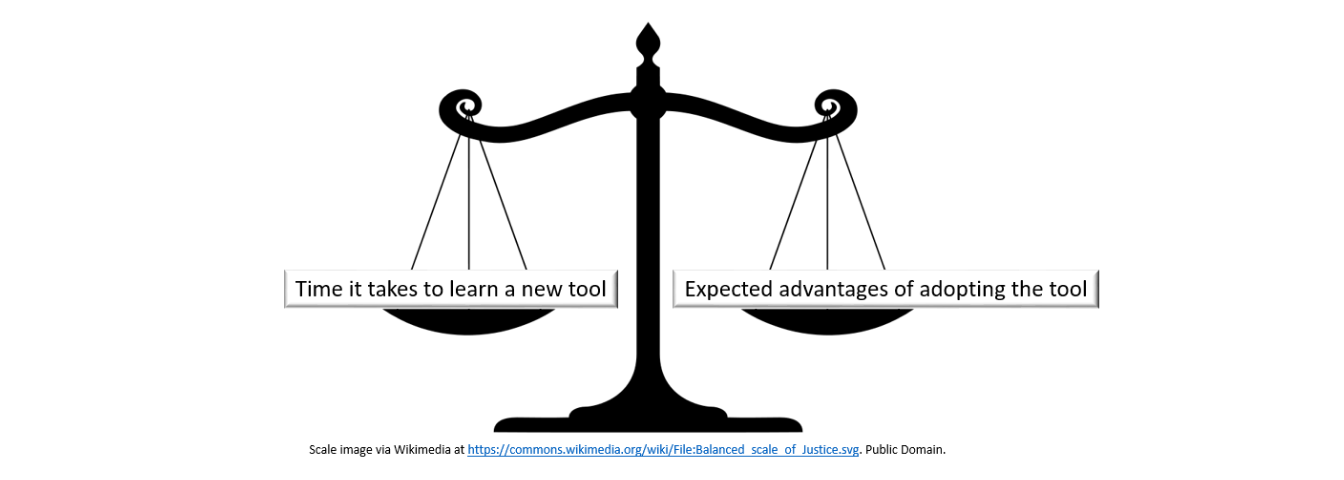 Time it takes to learn a new tool
Expected advantages of adopting the tool
Scale image via Wikimedia at https://commons.wikimedia.org/wiki/File:Balanced_scale_of_Justice.svg. Public Domain.